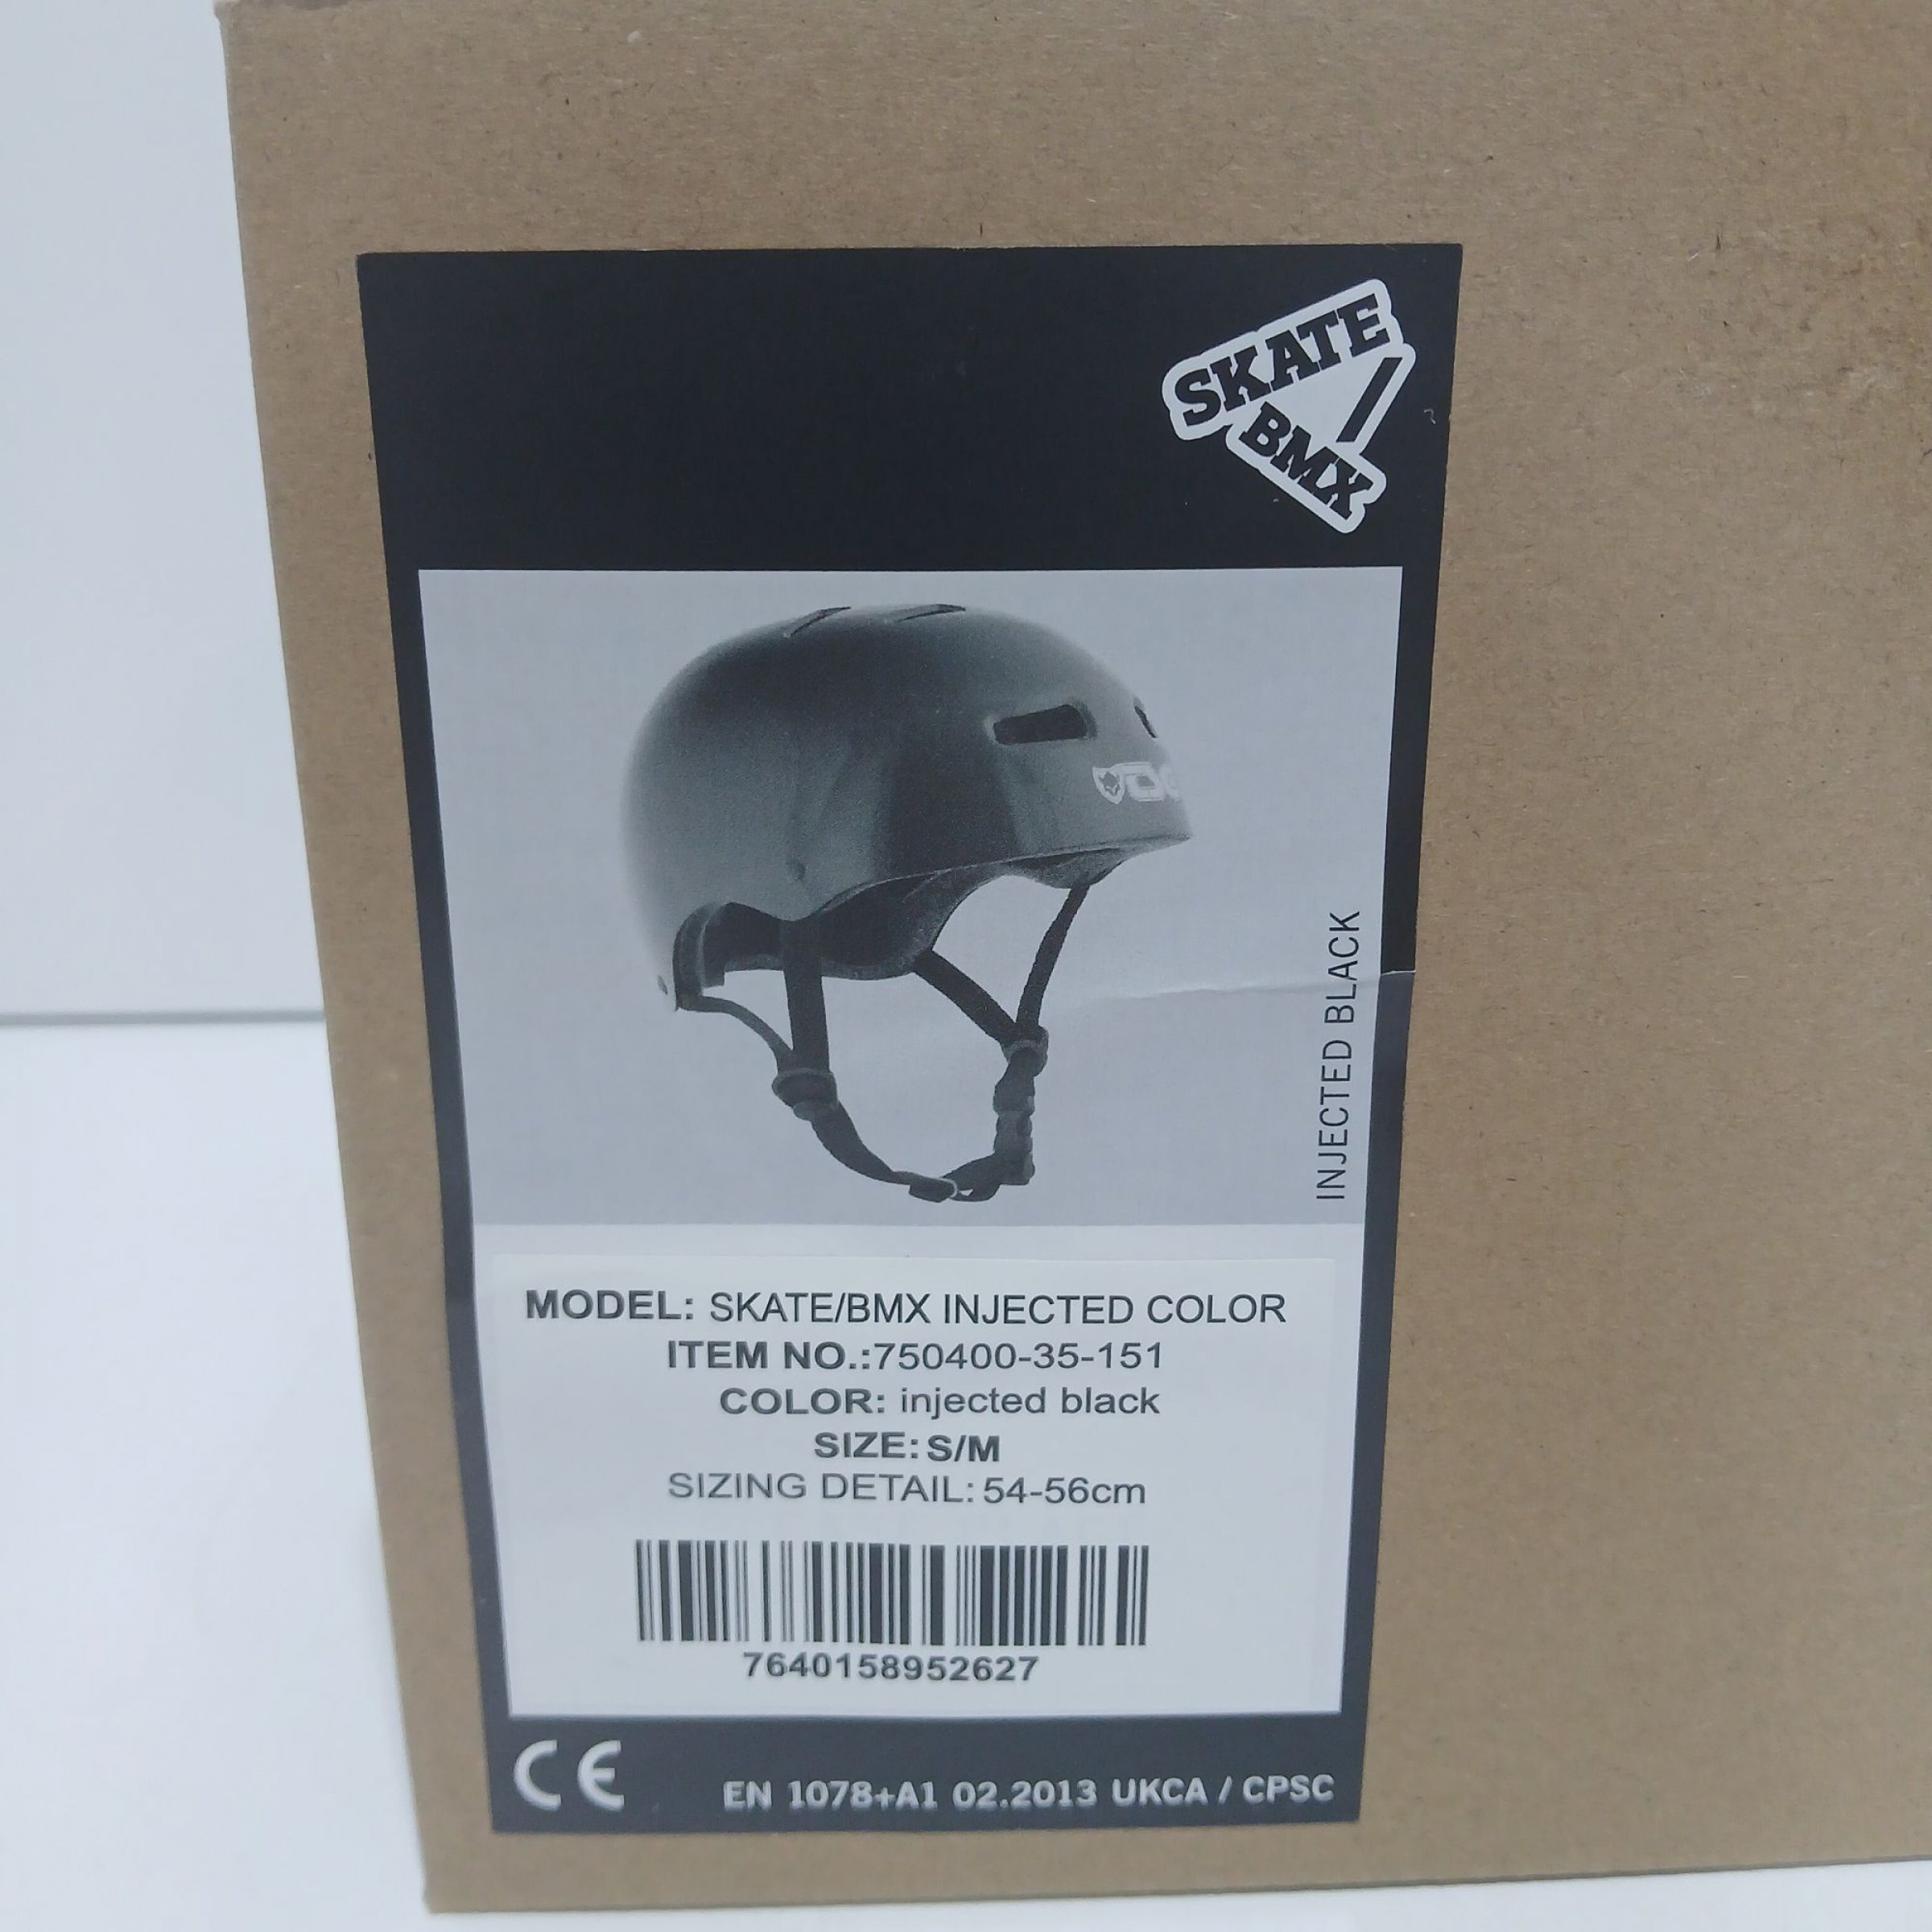 SKATE/
BMX
INJECTED BLACK
MODEL: SKATE/BMX INJECTED COLOR
ITEM NO.:750400-35-151
COLOR: injected black
SIZE: S/M
SIZING DETAIL: 54-56cm
7640158952627
CE
EN 1078+A1 02.2013 UKCA / CPSC